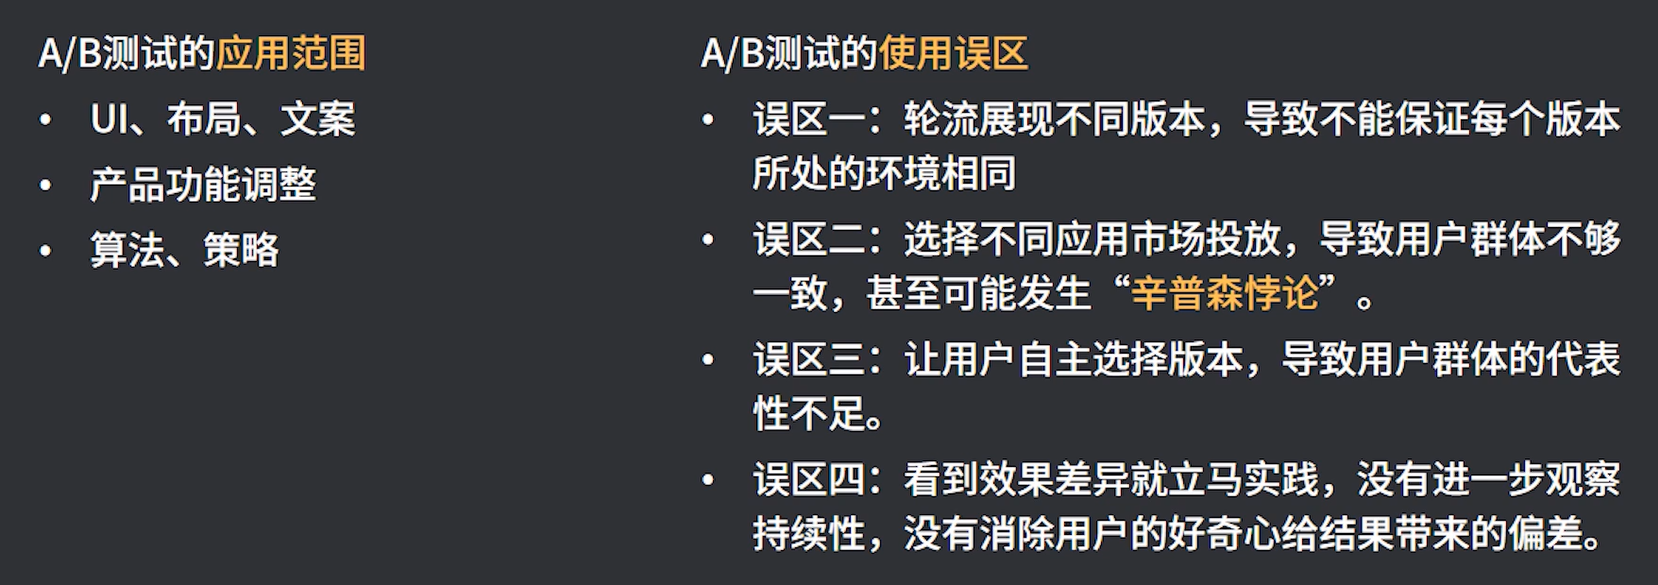 A/B测试的应用范围
• UI、布局、文案
• 产品功能调整
• 算法、策略
A/B测试的使用误区
• 误区一：轮流展现不同版本，导致不能保证每个版本
所处的环境相同
• 误区二：选择不同应用市场投放，导致用户群体不够
一致，甚至可能发生“辛普森悖论”。
• 误区三：让用户自主选择版本，导致用户群体的代表
性不足。
• 误区四：看到效果差异就立马实践，没有进一步观察
持续性，没有消除用户的好奇心给结果带来的偏差。